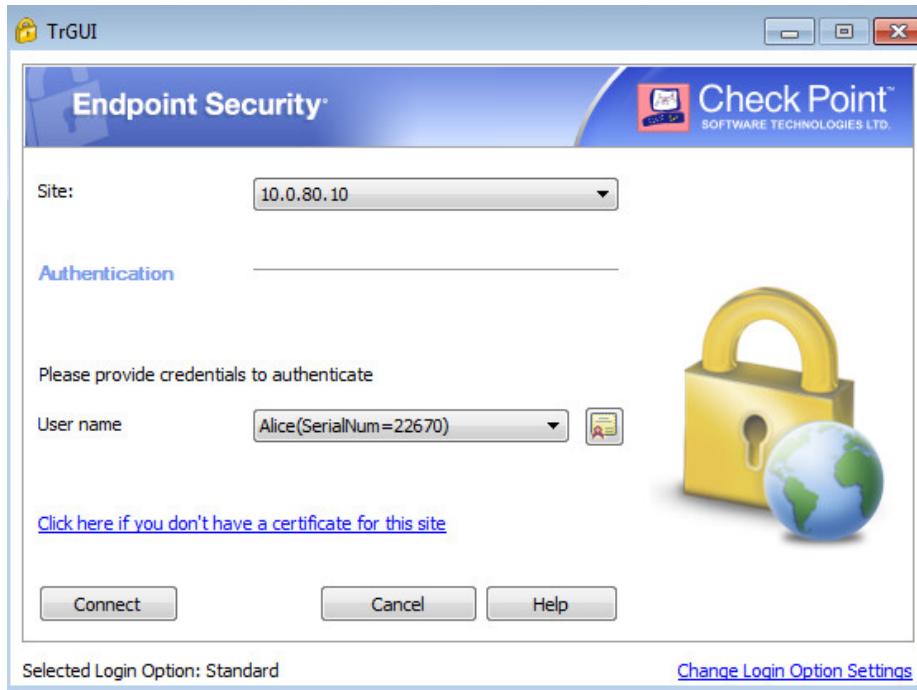 TrGUI
Endpoint Security
Check Point™
SOFTWARE TECHNOLOGIES LTD.
Site:
10.0.80.10
Authentication
Please provide credentials to authenticate
User name
Alice(SerialNum=22670)
Click here if you don't have a certificate for this site
Connect
Cancel
Help
Selected Login Option: Standard
Change Login Option Settings